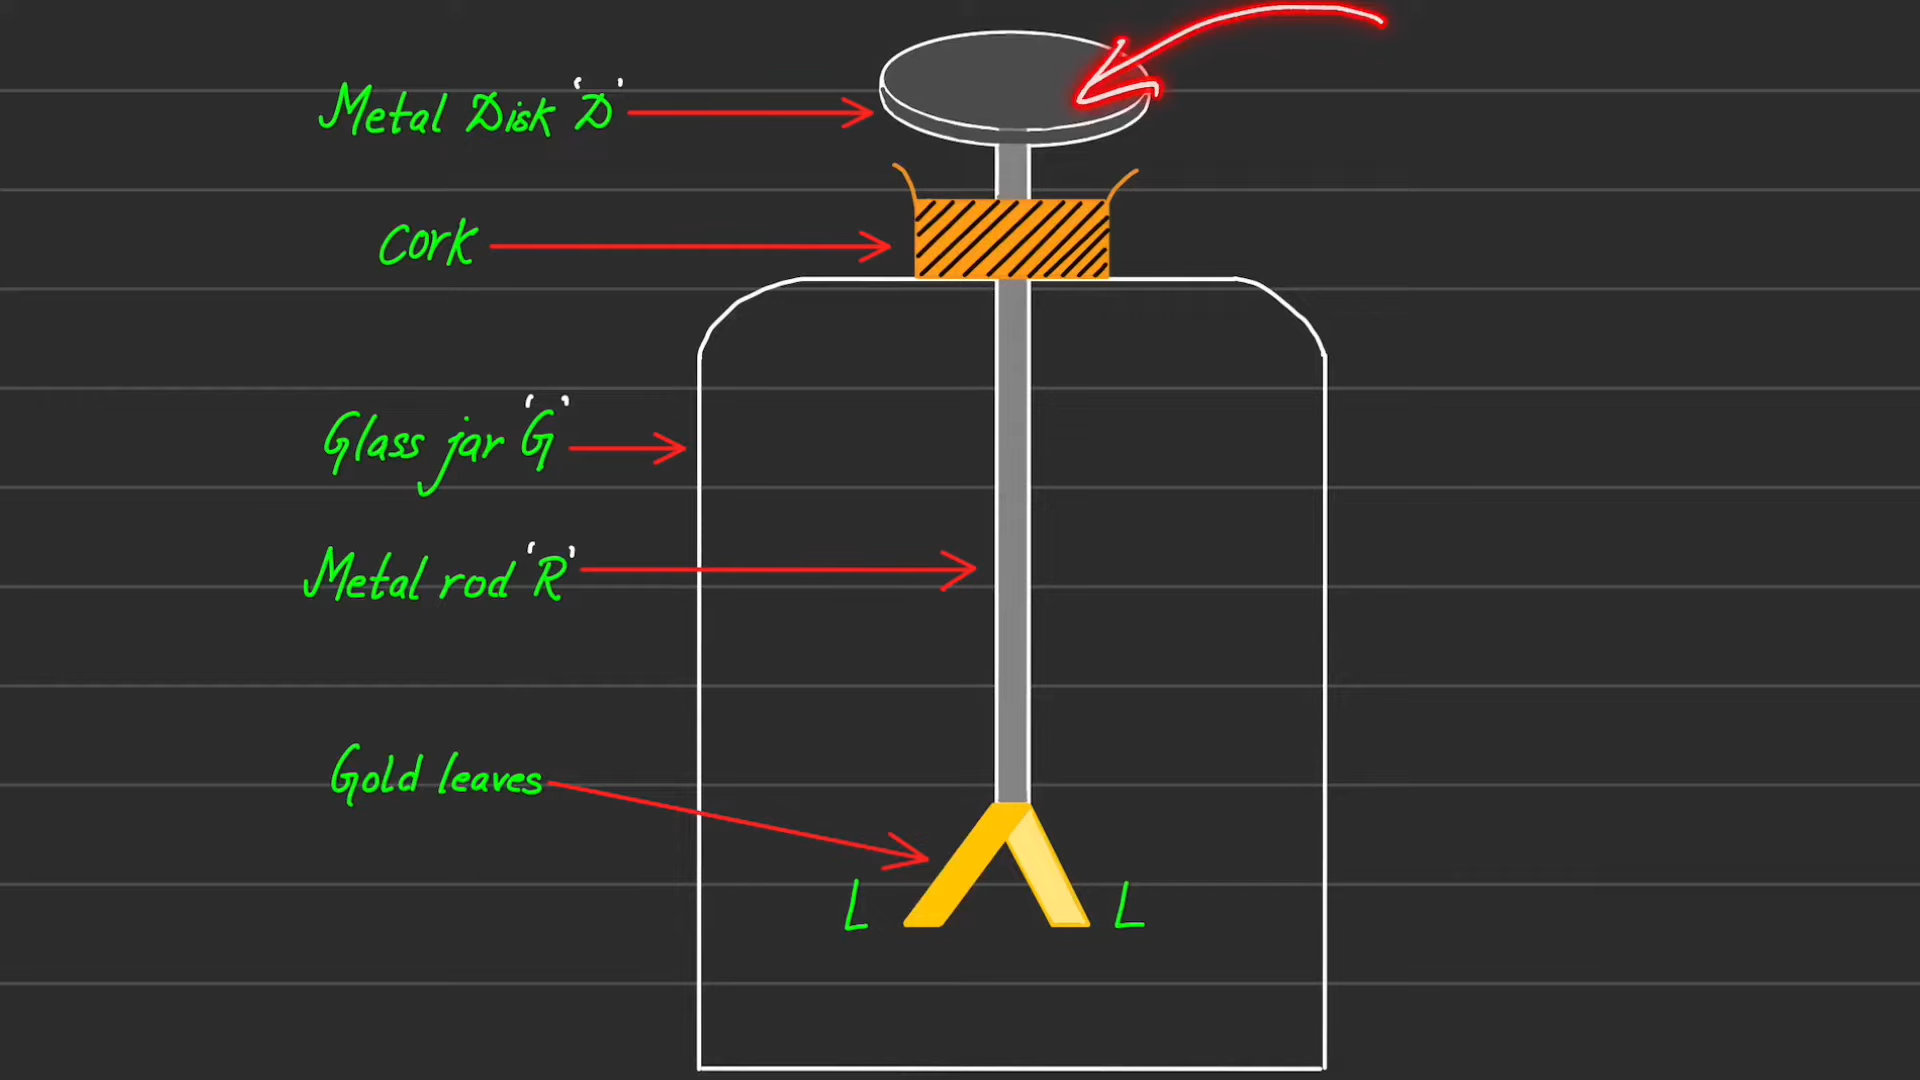 Metal Disk 'D'
Cork
Glass jar 'G'
Metal rod 'R'
Gold leaves
L L